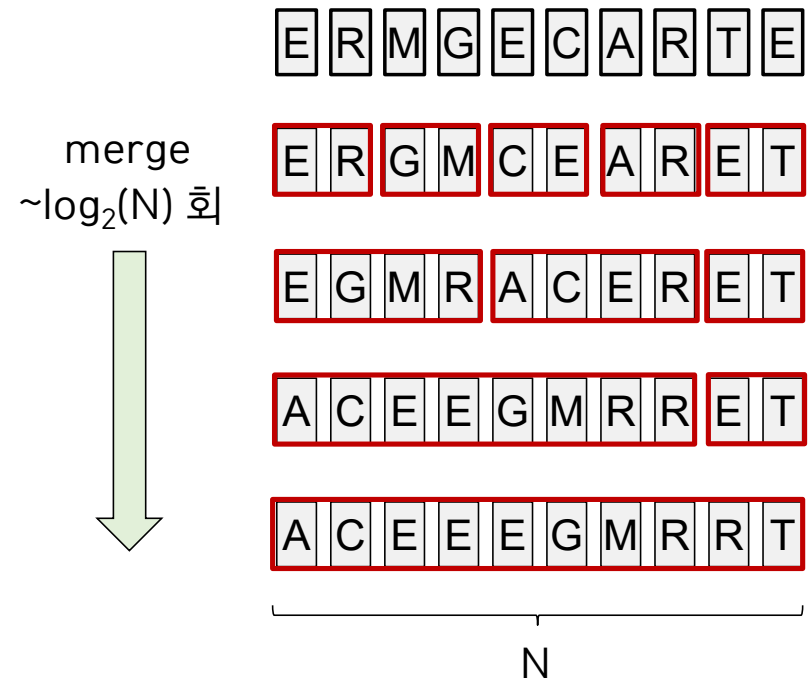 E R M G E C A R T E
merge
~log₂(N) 회
E R G M C E A R E T
E G M R A C E R E T
A C E E G M R R E T
A C E E E G M R R T
N